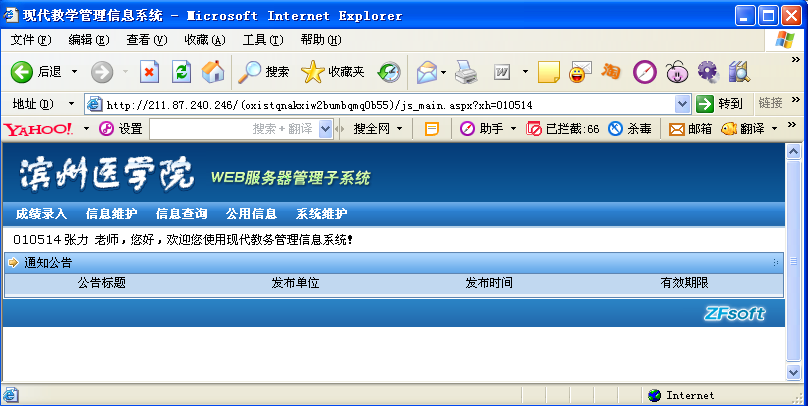 现代教学管理信息系统 - Microsoft Internet Explorer
文件(F) 编辑(E) 查看(V) 收藏(A) 工具(T) 帮助(H)
后退 搜索 收藏夹 W 淘 »
地址(D) http://211.87.240.246/(oxistqnakxiw2bumbqmq0b55)/js_main.aspx?xh=010514 转到 链接 »
YAHOO! 设置 搜索+翻译 搜全网 助手 已拦截:66 杀毒 邮箱 翻译 »
滨州医学院 WEB服务器管理子系统
成绩录入 信息维护 信息查询 公用信息 系统维护
010514 张力 老师，您好，欢迎您使用现代教务管理信息系统!
通知公告
公告标题 发布单位 发布时间 有效期限
ZFsoft
Internet